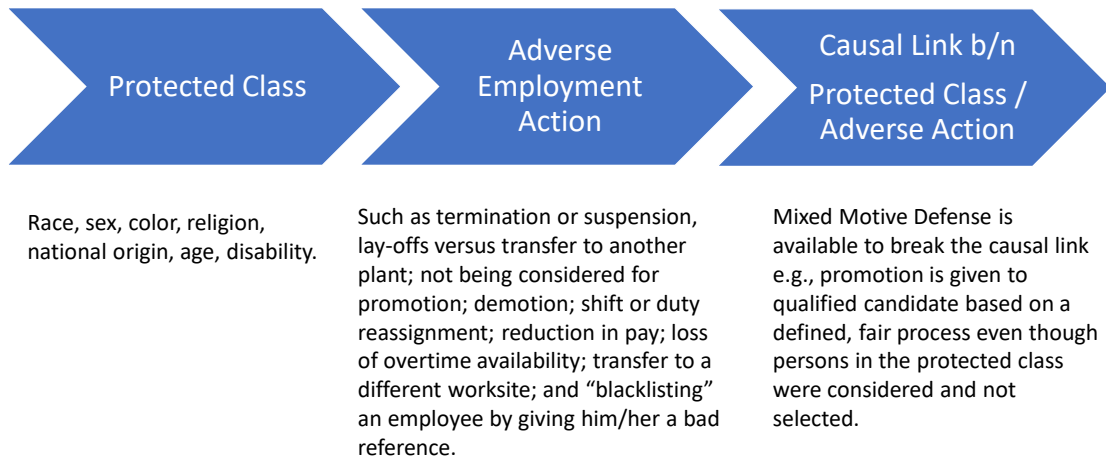 Protected Class
Adverse
Employment
Action
Causal Link b/n
Protected Class /
Adverse Action
Race, sex, color, religion,
national origin, age, disability.
Such as termination or suspension,
lay-offs versus transfer to another
plant; not being considered for
promotion; demotion; shift or duty
reassignment; reduction in pay; loss
of overtime availability; transfer to a
different worksite; and “blacklisting”
an employee by giving him/her a bad
reference.
Mixed Motive Defense is
available to break the causal link
e.g., promotion is given to
qualified candidate based on a
defined, fair process even though
persons in the protected class
were considered and not
selected.